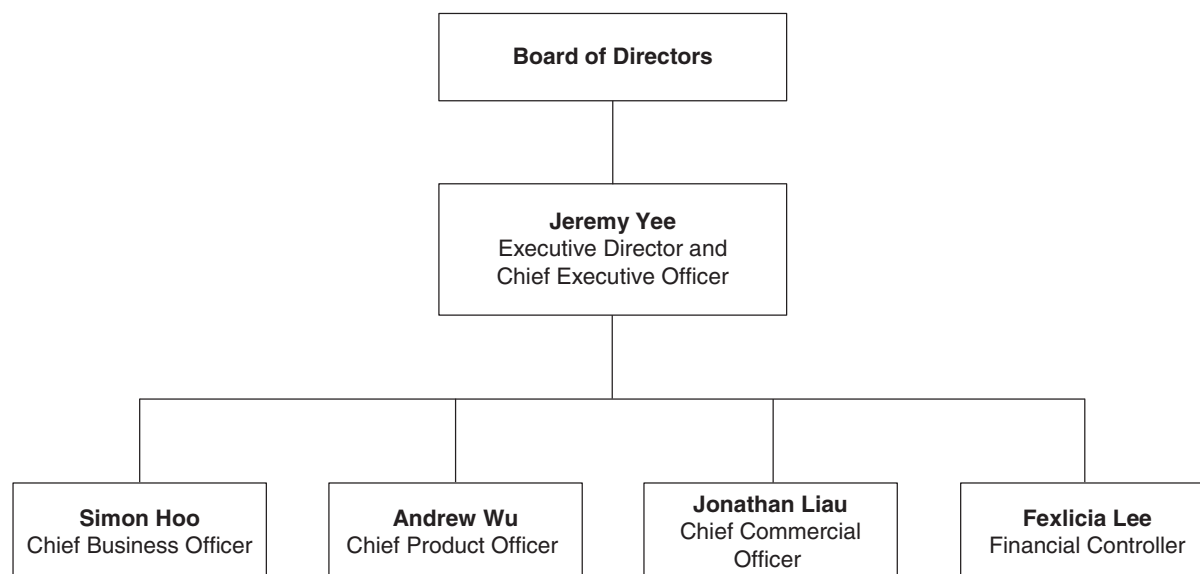 Board of Directors
Jeremy Yee
Executive Director and
Chief Executive Officer
Simon Hoo
Chief Business Officer
Andrew Wu
Chief Product Officer
Jonathan Liau
Chief Commercial
Officer
Fexlicia Lee
Financial Controller